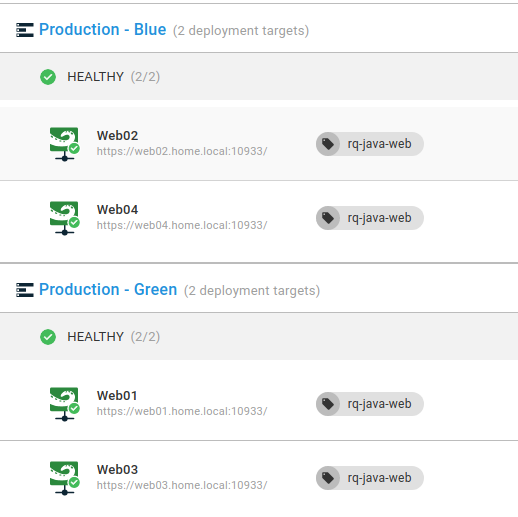 Production - Blue (2 deployment targets)
HEALTHY (2/2)
Web02
https://web02.home.local:10933/
rq-java-web
Web04
https://web04.home.local:10933/
rq-java-web
Production - Green (2 deployment targets)
HEALTHY (2/2)
Web01
https://web01.home.local:10933/
rq-java-web
Web03
https://web03.home.local:10933/
rq-java-web